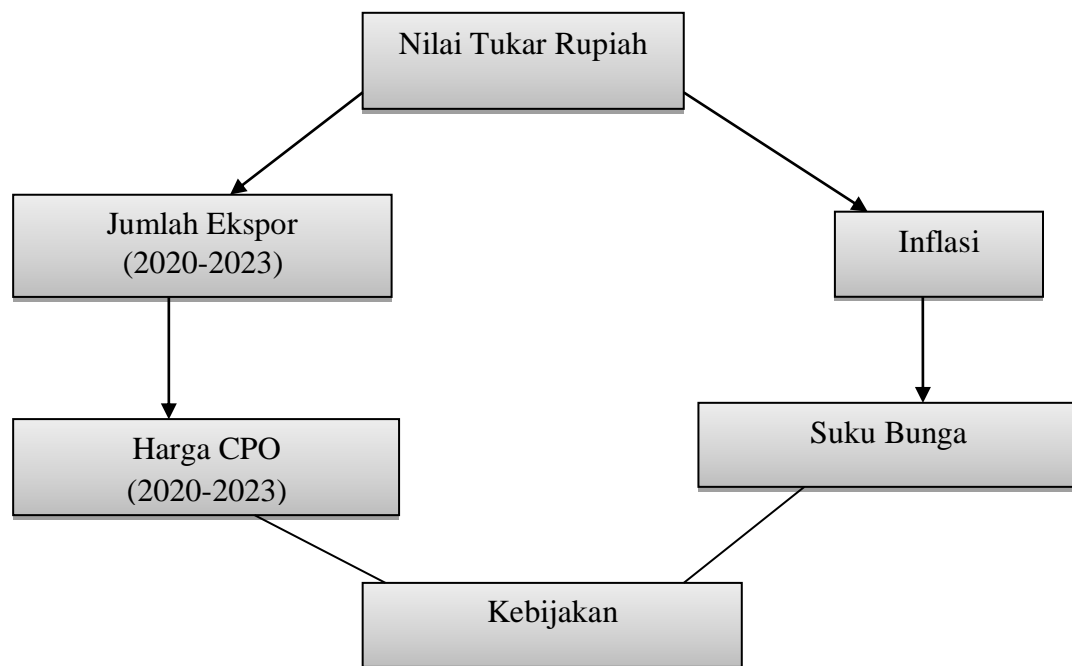 Nilai Tukar Rupiah
Jumlah Ekspor
(2020-2023)
Inflasi
Harga CPO
(2020-2023)
Suku Bunga
Kebijakan